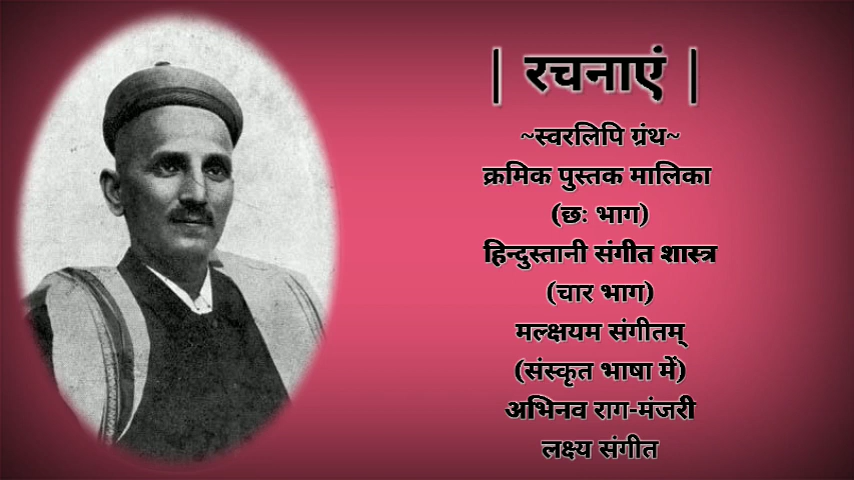 | रचनाएं |
~स्वरलिपि ग्रंथ~
क्रमिक पुस्तक मालिका
(छः भाग)
हिन्दुस्तानी संगीत शास्त्र
(चार भाग)
मल्क्षयम संगीतम्
(संस्कृत भाषा में)
अभिनव राग-मंजरी
लक्ष्य संगीत